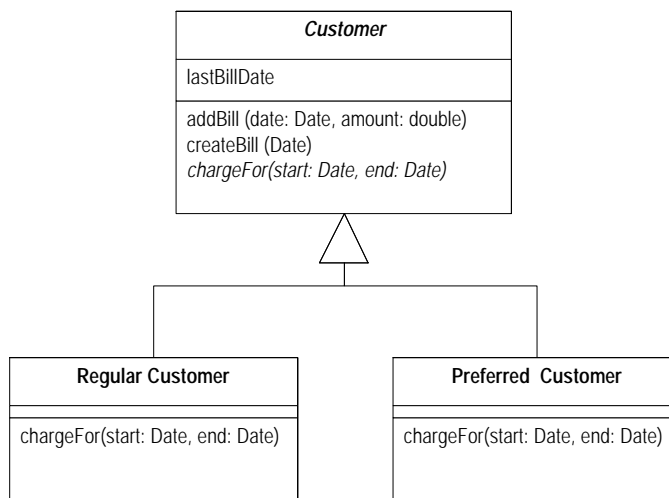 Customer
lastBillDate
addBill (date: Date, amount: double)
createBill (Date)
chargeFor(start: Date, end: Date)
Regular Customer
chargeFor(start: Date, end: Date)
Preferred Customer
chargeFor(start: Date, end: Date)